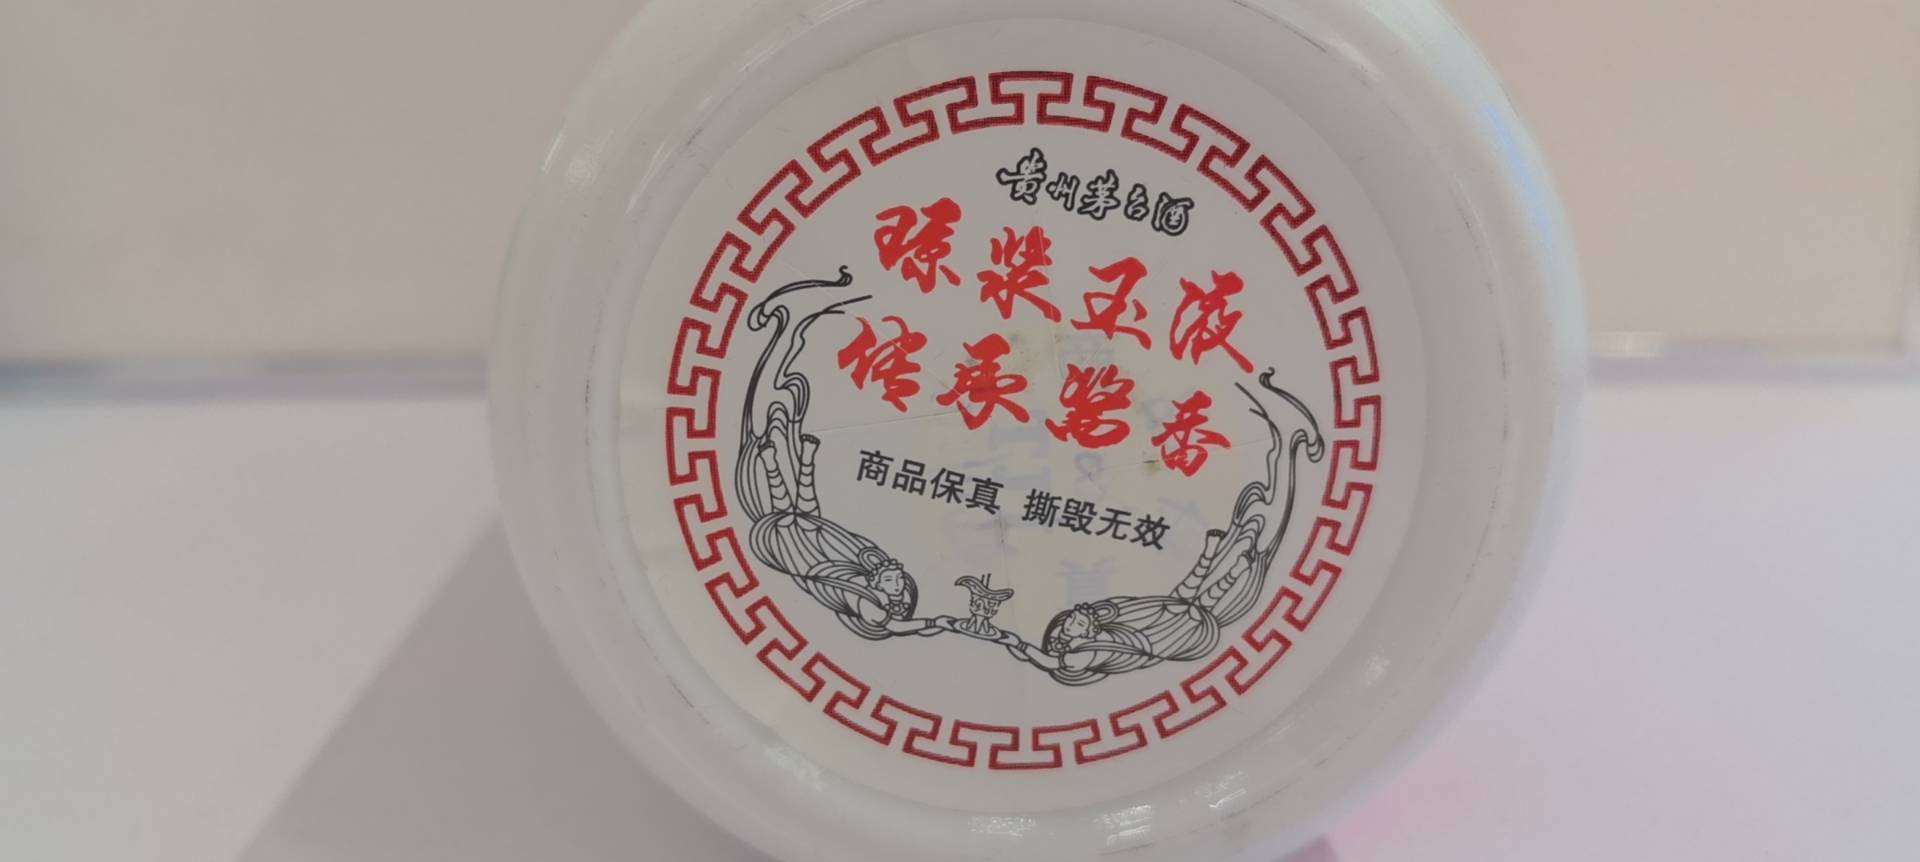 贵州茅台酒
琼浆玉液
传承酱香
商品保真 撕毁无效